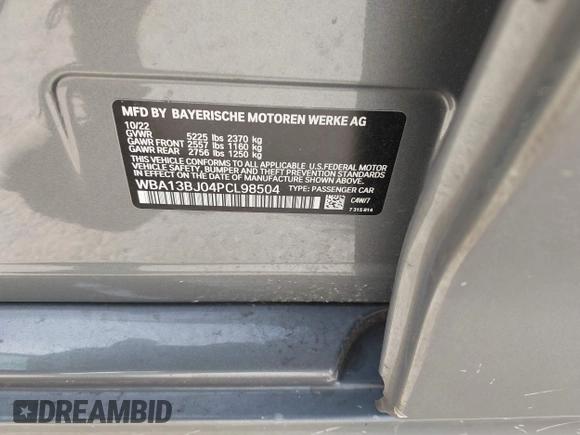 MFD BY BAYERISCHE MOTOREN WERKE AG
10/22
GVWR 5225 lbs 2370 kg
GAWR FRONT 2557 lbs 1160 kg
GAWR REAR 2756 lbs 1250 kg
THIS VEHICLE CONFORMS TO ALL APPLICABLE U.S. FEDERAL MOTOR
VEHICLE SAFETY, BUMPER AND THEFT PREVENTION STANDARDS IN
EFFECT ON THE DATE OF MANUFACTURE SHOWN ABOVE.
WBA13BJ04PCL98504 TYPE: PASSENGER CAR
C4W/7
7 315 814
DREAMBID